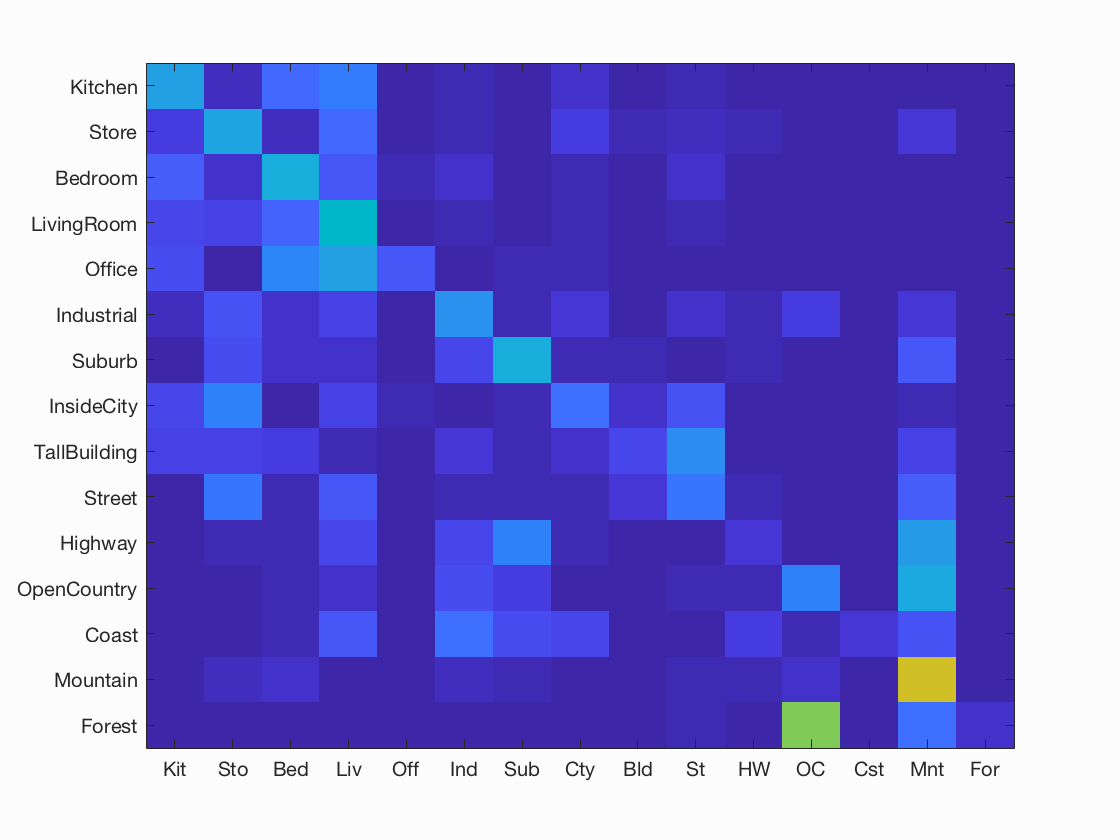 Kitchen
Store
Bedroom
LivingRoom
Office
Industrial
Suburb
InsideCity
TallBuilding
Street
Highway
OpenCountry
Coast
Mountain
Forest
Kit Sto Bed Liv Off Ind Sub Cty Bld St HW OC Cst Mnt For